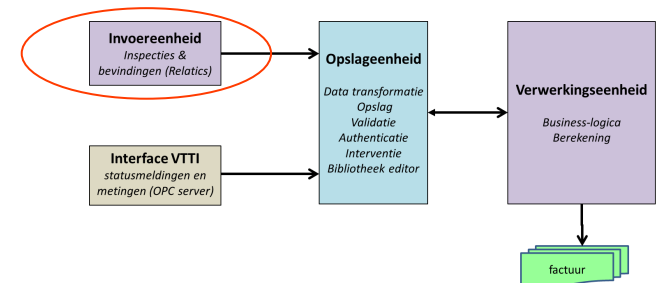 Invoereenheid
Inspecties &
bevindingen (Relatics)
Interface VTTI
statusmeldingen en
metingen (OPC server)
Opslageenheid
Data transformatie
Opslag
Validatie
Authenticatie
Interventie
Bibliotheek editor
Verwerkingseenheid
Business-logica
Berekening
factuur